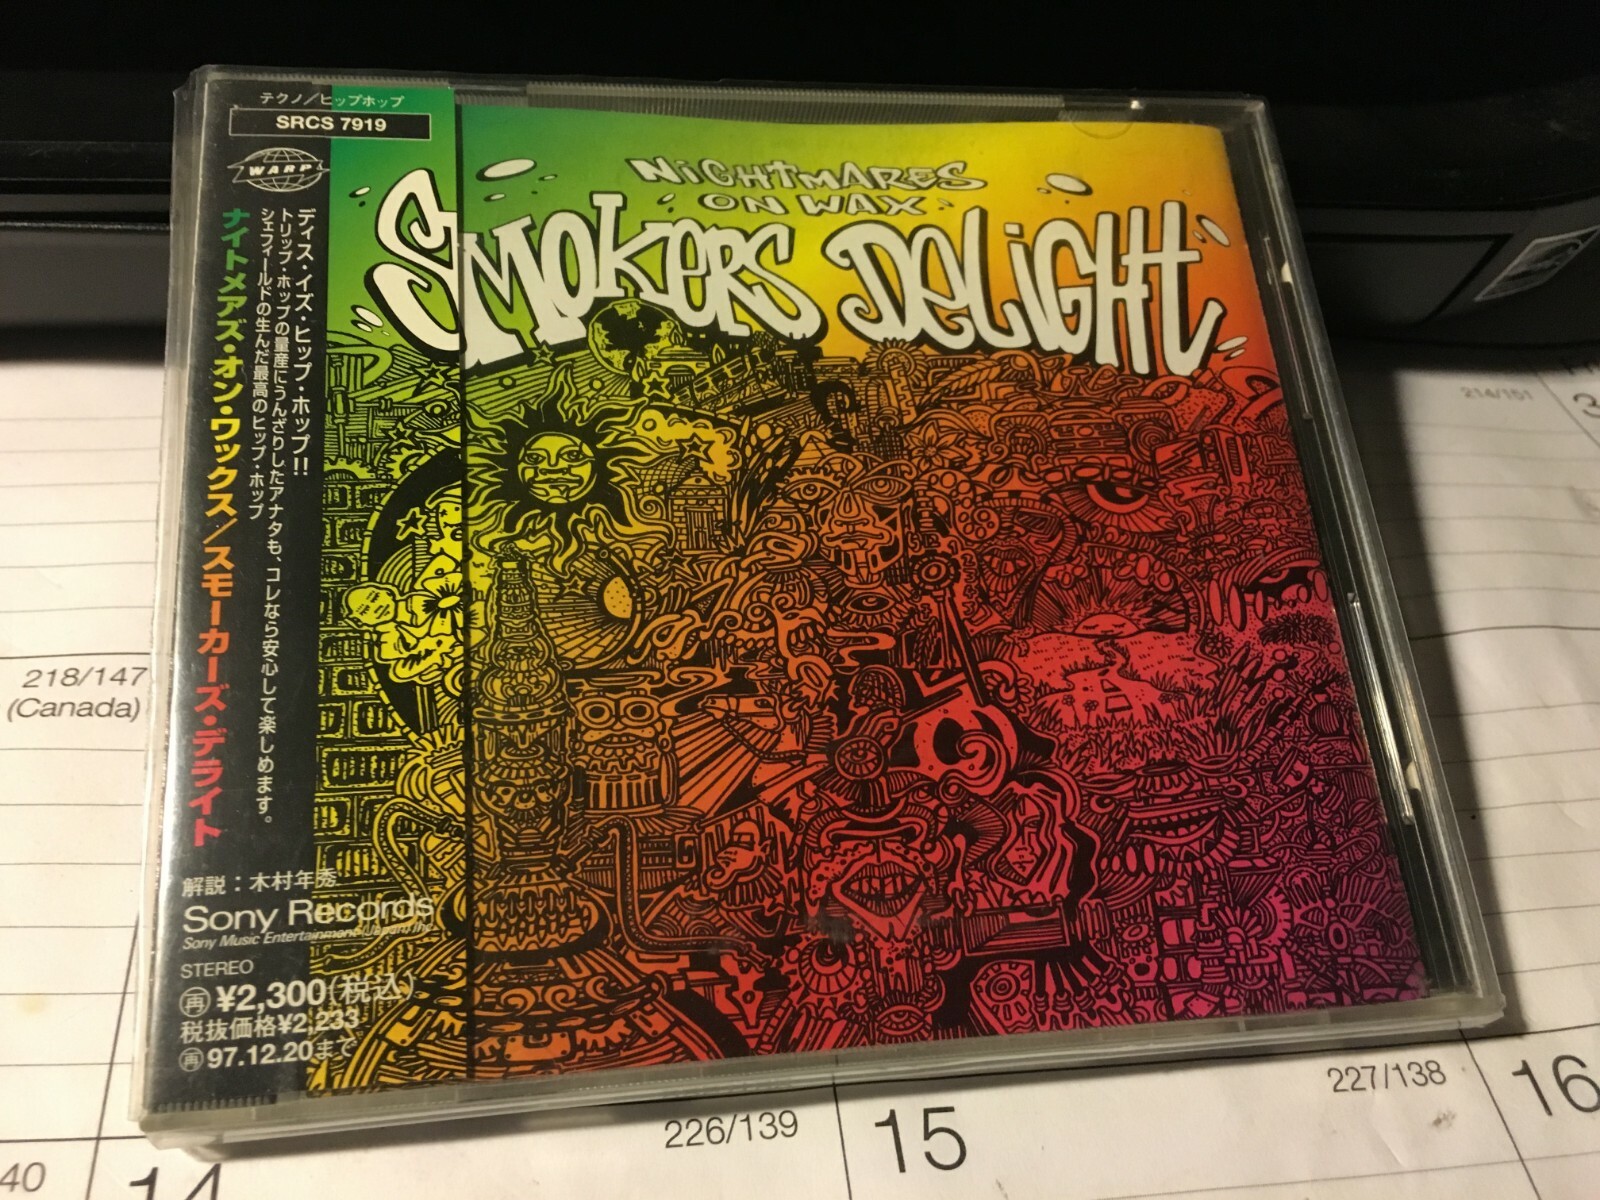 テクノ/ヒップホップ
SRCS 7919
WARP
NIGHTMARES
ON WAX
SMOKERS DELIGHT
ディス・イズ・ヒップ・ホップ!!
トリップ・ホップの量産にうんざりしたアナタも、コレなら安心して楽しめます。
シェフィールドの生んだ最高のヒップ・ホップ
ナイトメアズ・オン・ワックス/スモーカーズ・デライト
解説:木村年秀
Sony Records
Sony Music Entertainment (Japan) Inc.
STEREO
再 ¥2,300(税込)
税抜価格¥2,233
再 97.12.20まで
214/151
3
218/147
(Canada)
226/139
227/138
40
14
15
16